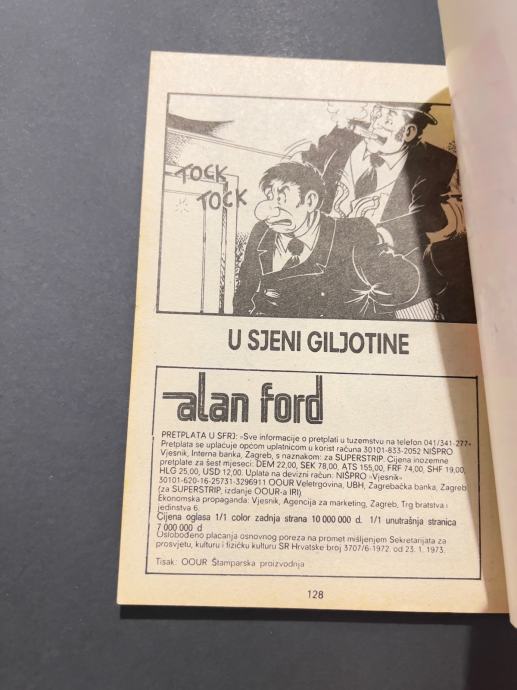 TOCK
TOCK
U SJENI GILJOTINE
alan ford
PRETPLATA U SFRJ: »Sve informacije o pretplati u tuzemstvu na telefon 041/341-277«
Pretplata se uplaćuje općom uplatnicom u korist računa 30101-833-2052 NIŠPRO
Vjesnik, Interna banka, Zagreb, s naznakom: za SUPERSTRIP. Cijena inozemne
pretplate za šest mjeseci: DEM 22,00, SEK 78,00, ATS 155,00, FRF 74,00, SHF 19,00,
HLG 25,00, USD 12,00. Uplata na devizni račun: NIŠPRO »Vjesnik«
30101-620-16-25731-3296911 OOUR Veletrgovina, UBH, Zagrebačka banka, Zagreb
(za SUPERSTRIP, izdanje OOUR-a IRI)
Ekonomska propaganda: Vjesnik, Agencija za marketing, Zagreb, Trg bratstva i
jedinstva 6.
Cijena oglasa 1/1 color zadnja strana 10 000 000 d. 1/1 unutrašnja stranica
7 000 000 d
Oslobođeno plaćanja osnovnog poreza na promet mišljenjem Sekretarijata za
prosvjetu, kulturu i fizičku kulturu SR Hrvatske broj 3707/6-1972. od 23. 1. 1973.
Tisak: OOUR Štamparska proizvodnja
128